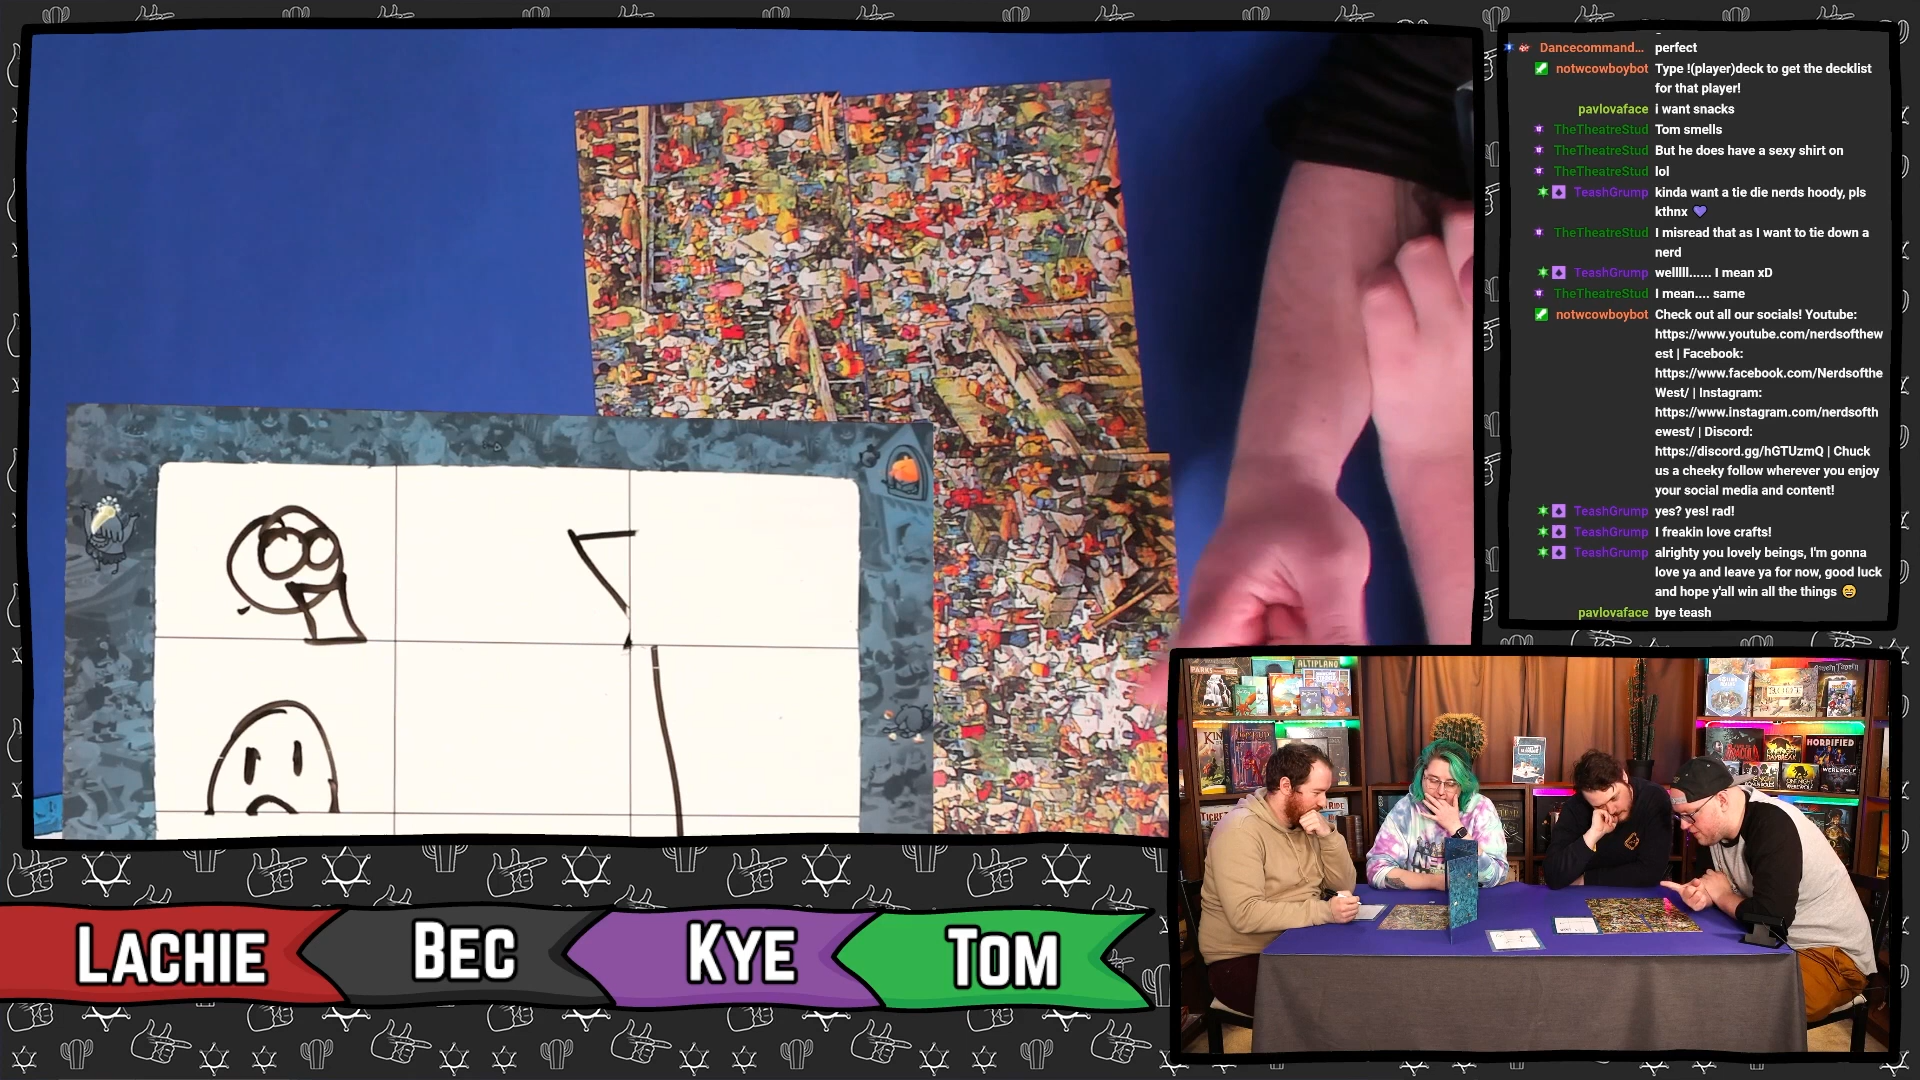 Dancecommand... perfect
notwcowboybot Type !(player)deck to get the decklist
for that player!
pavlovaface i want snacks
TheTheatreStud Tom smells
TheTheatreStud But he does have a sexy shirt on
TheTheatreStud lol
TeashGrump kinda want a tie die nerds hoody, pls
kthnx 💜
TheTheatreStud I misread that as I want to tie down a
nerd
TeashGrump welllll...... I mean xD
TheTheatreStud I mean.... same
notwcowboybot Check out all our socials! Youtube:
https://www.youtube.com/nerdsofthew
est | Facebook:
https://www.facebook.com/Nerdsofthe
West/ | Instagram:
https://www.instagram.com/nerdsofth
ewest/ | Discord:
https://discord.gg/hGTUzmQ | Chuck
us a cheeky follow wherever you enjoy
your social media and content!
TeashGrump yes? yes! rad!
TeashGrump I freakin love crafts!
TeashGrump alrighty you lovely beings, I'm gonna
love ya and leave ya for now, good luck
and hope y'all win all the things 😄
pavlovaface bye teash
PARKS
ALTIPLANO
HORRIFIED
WEREWOLF
LACHIE
BEC
KYE
TOM